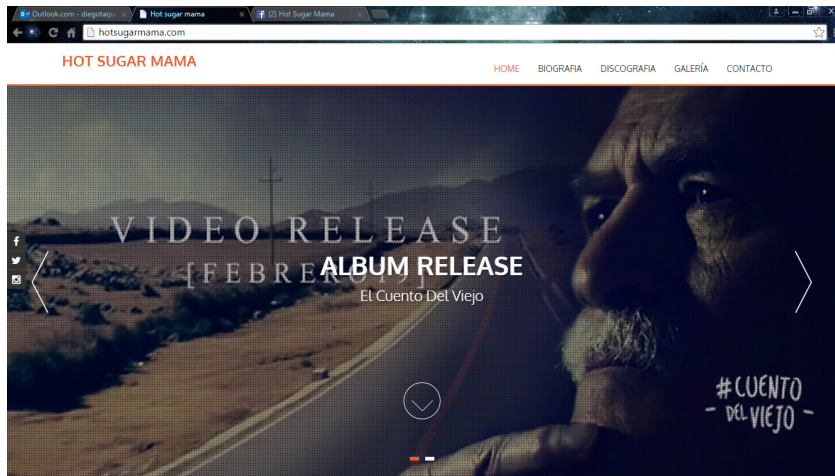 Outlook.com - diegotaqui
Hot sugar mama
(2) Hot Sugar Mama
hotsugarmama.com
HOT SUGAR MAMA
HOME BIOGRAFIA DISCOGRAFIA GALERÍA CONTACTO
VIDEO RELEASE
ALBUM RELEASE
El Cuento Del Viejo
#CUENTO
- DEL VIEJO -